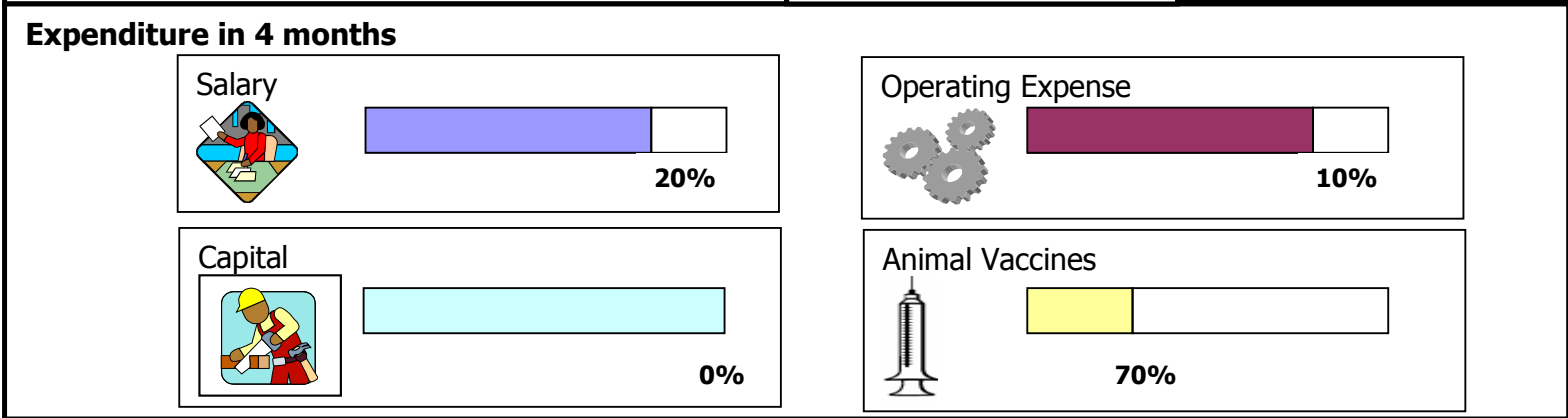 Expenditure in 4 months
Salary
20%
Operating Expense
10%
Capital
0%
Animal Vaccines
70%